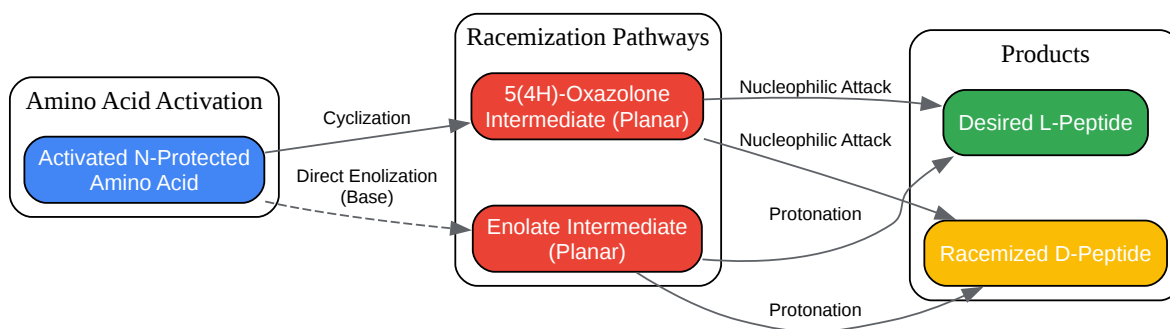 Amino Acid Activation
Activated N-Protected
Amino Acid
Cyclization
Direct Enolization
(Base)
Racemization Pathways
5(4H)-Oxazolone
Intermediate (Planar)
Enolate Intermediate
(Planar)
Nucleophilic Attack
Nucleophilic Attack
Protonation
Protonation
Products
Desired L-Peptide
Racemized D-Peptide